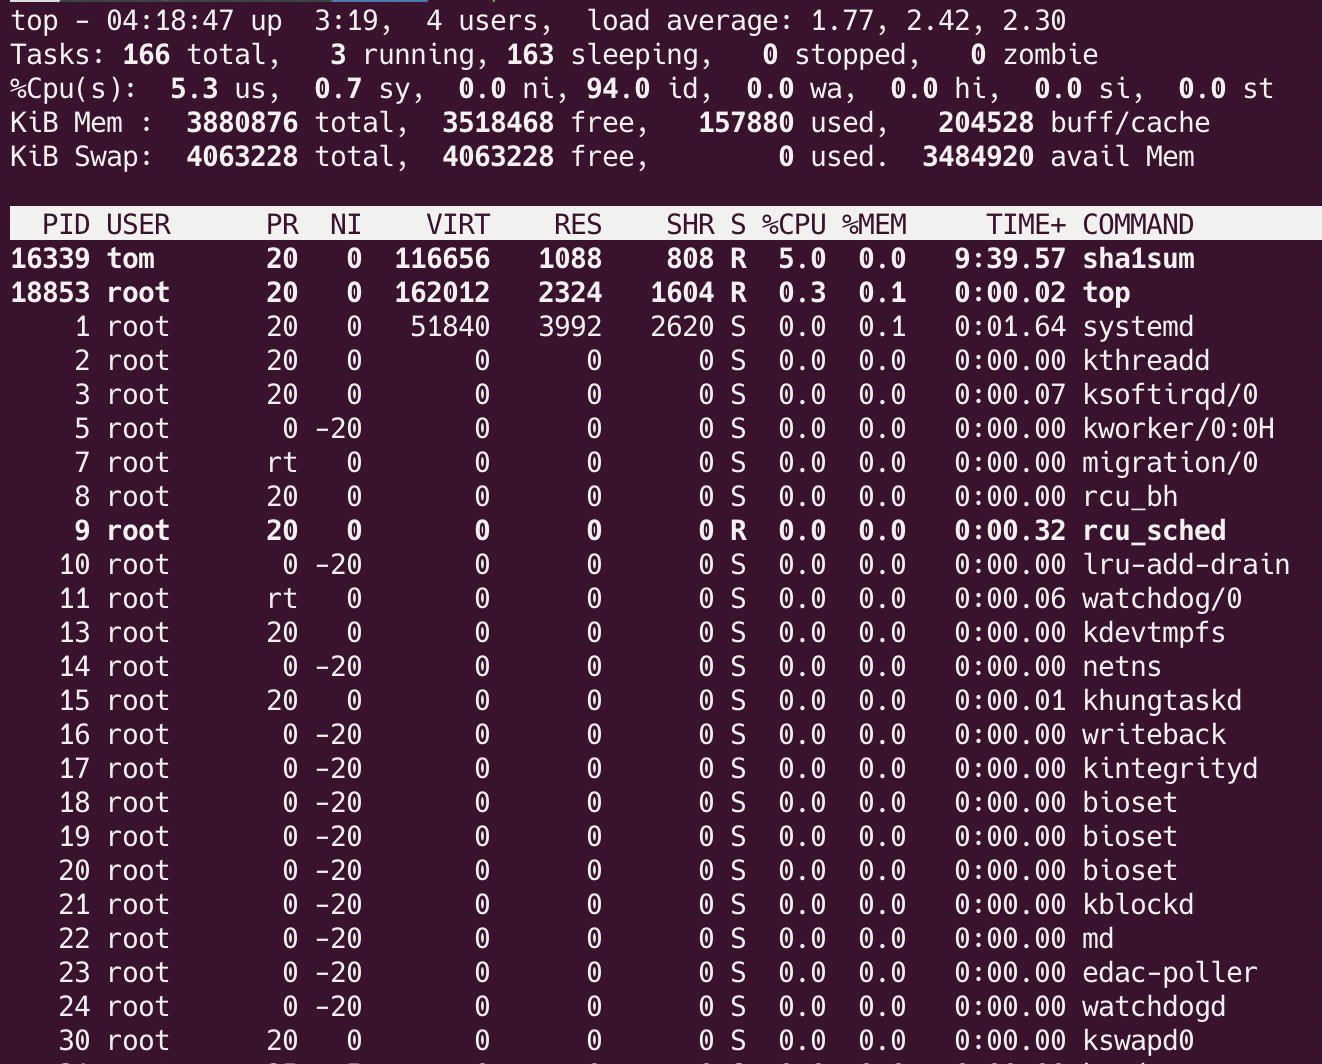 top - 04:18:47 up  3:19,  4 users,  load average: 1.77, 2.42, 2.30
Tasks: 166 total,   3 running, 163 sleeping,   0 stopped,   0 zombie
%Cpu(s):  5.3 us,  0.7 sy,  0.0 ni, 94.0 id,  0.0 wa,  0.0 hi,  0.0 si,  0.0 st
KiB Mem :  3880876 total,  3518468 free,   157880 used,   204528 buff/cache
KiB Swap:  4063228 total,  4063228 free,        0 used.  3484920 avail Mem
  PID USER      PR  NI    VIRT    RES    SHR S %CPU %MEM     TIME+ COMMAND
16339 tom       20   0  116656   1088    808 R  5.0  0.0   9:39.57 sha1sum
18853 root      20   0  162012   2324   1604 R  0.3  0.1   0:00.02 top
    1 root      20   0   51840   3992   2620 S  0.0  0.1   0:01.64 systemd
    2 root      20   0       0      0      0 S  0.0  0.0   0:00.00 kthreadd
    3 root      20   0       0      0      0 S  0.0  0.0   0:00.07 ksoftirqd/0
    5 root       0 -20       0      0      0 S  0.0  0.0   0:00.00 kworker/0:0H
    7 root      rt   0       0      0      0 S  0.0  0.0   0:00.00 migration/0
    8 root      20   0       0      0      0 S  0.0  0.0   0:00.00 rcu_bh
    9 root      20   0       0      0      0 R  0.0  0.0   0:00.32 rcu_sched
   10 root       0 -20       0      0      0 S  0.0  0.0   0:00.00 lru-add-drain
   11 root      rt   0       0      0      0 S  0.0  0.0   0:00.06 watchdog/0
   13 root      20   0       0      0      0 S  0.0  0.0   0:00.00 kdevtmpfs
   14 root       0 -20       0      0      0 S  0.0  0.0   0:00.00 netns
   15 root      20   0       0      0      0 S  0.0  0.0   0:00.01 khungtaskd
   16 root       0 -20       0      0      0 S  0.0  0.0   0:00.00 writeback
   17 root       0 -20       0      0      0 S  0.0  0.0   0:00.00 kintegrityd
   18 root       0 -20       0      0      0 S  0.0  0.0   0:00.00 bioset
   19 root       0 -20       0      0      0 S  0.0  0.0   0:00.00 bioset
   20 root       0 -20       0      0      0 S  0.0  0.0   0:00.00 bioset
   21 root       0 -20       0      0      0 S  0.0  0.0   0:00.00 kblockd
   22 root       0 -20       0      0      0 S  0.0  0.0   0:00.00 md
   23 root       0 -20       0      0      0 S  0.0  0.0   0:00.00 edac-poller
   24 root       0 -20       0      0      0 S  0.0  0.0   0:00.00 watchdogd
   30 root      20   0       0      0      0 S  0.0  0.0   0:00.00 kswapd0